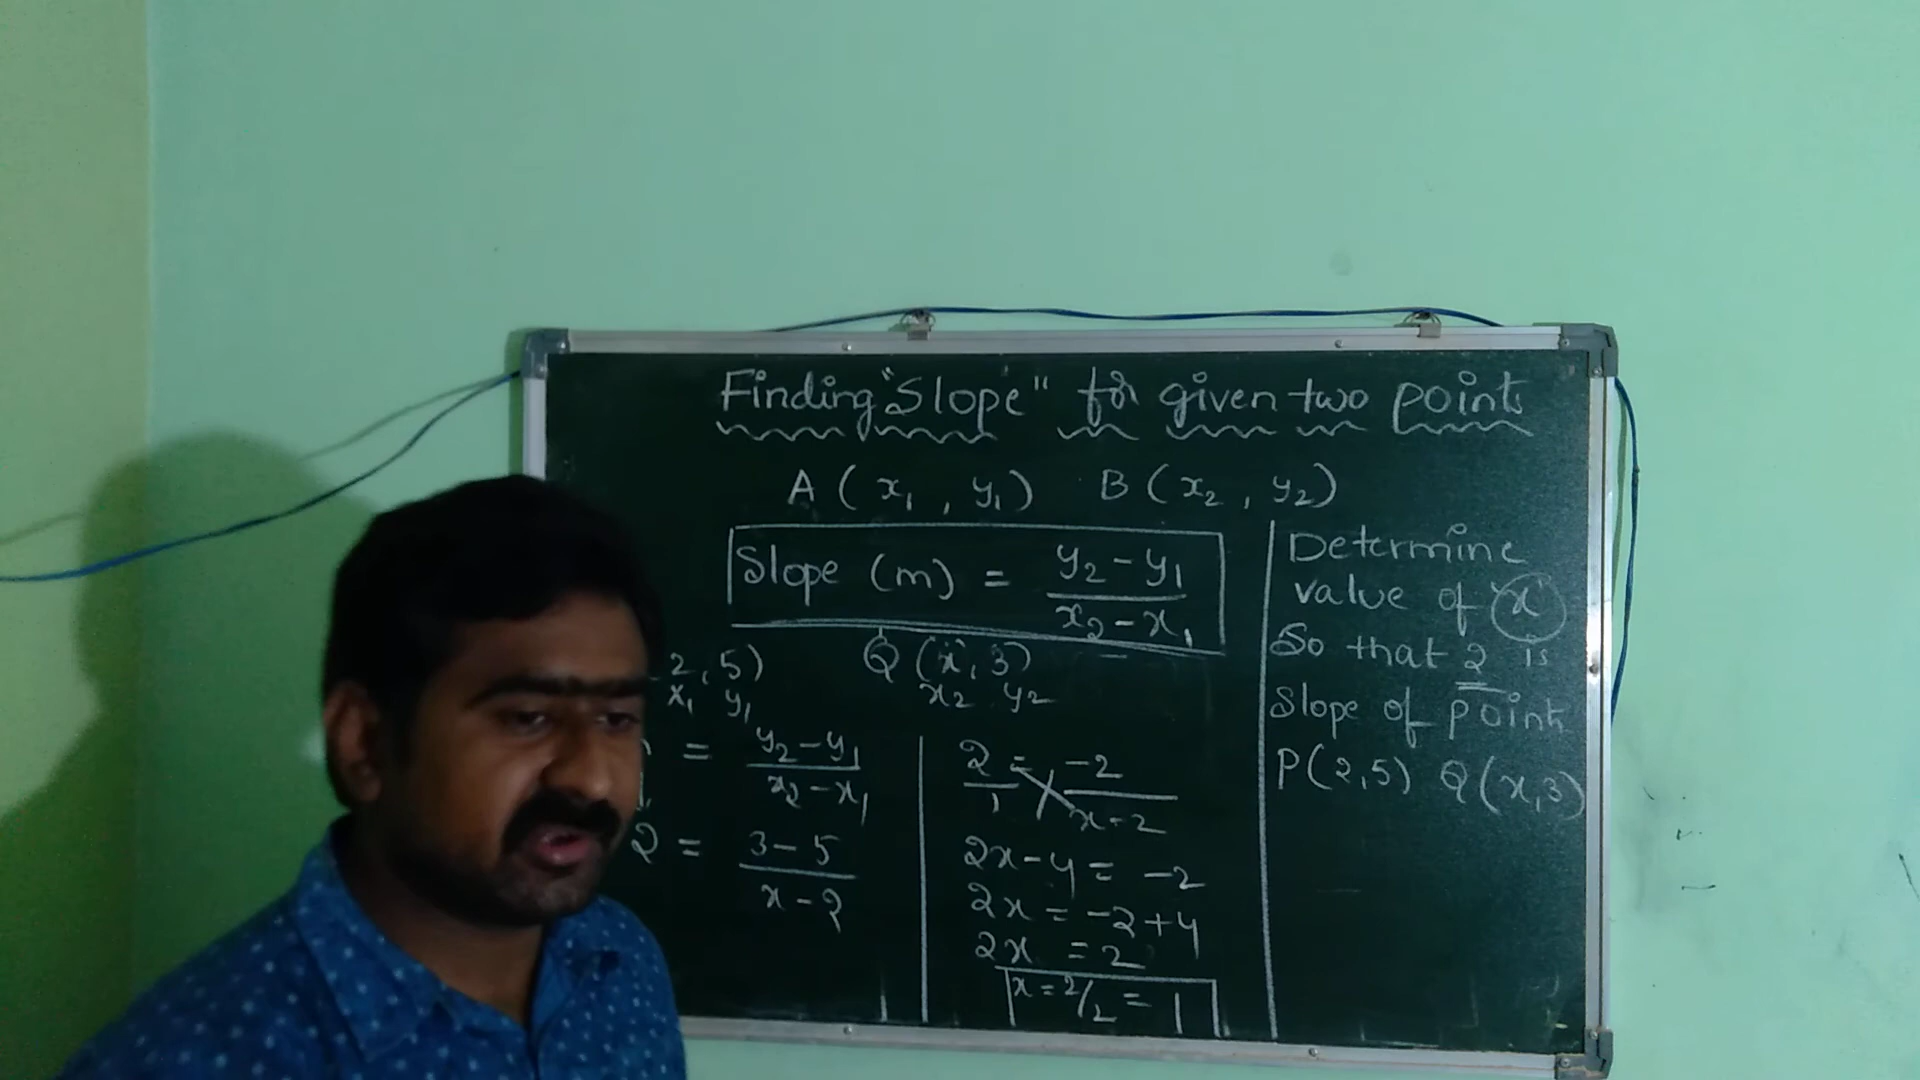 Finding "Slope" for given two points
A ( x₁ , y₁ ) B ( x₂ , y₂ )
Slope (m) = y₂ - y₁ / x₂ - x₁
2, 5) Q (x, 3)
x₁ y₁ x₂ y₂
= y₂ - y₁ / x₂ - x₁
2 = 3 - 5 / x - 2
2 / 1 = -2 / x - 2
2x - 4 = -2
2x = -2 + 4
2x = 2
x = 2/2 = 1
Determine
value of 'x'
So that 2 is
Slope of point
P(2,5) Q(x,3)